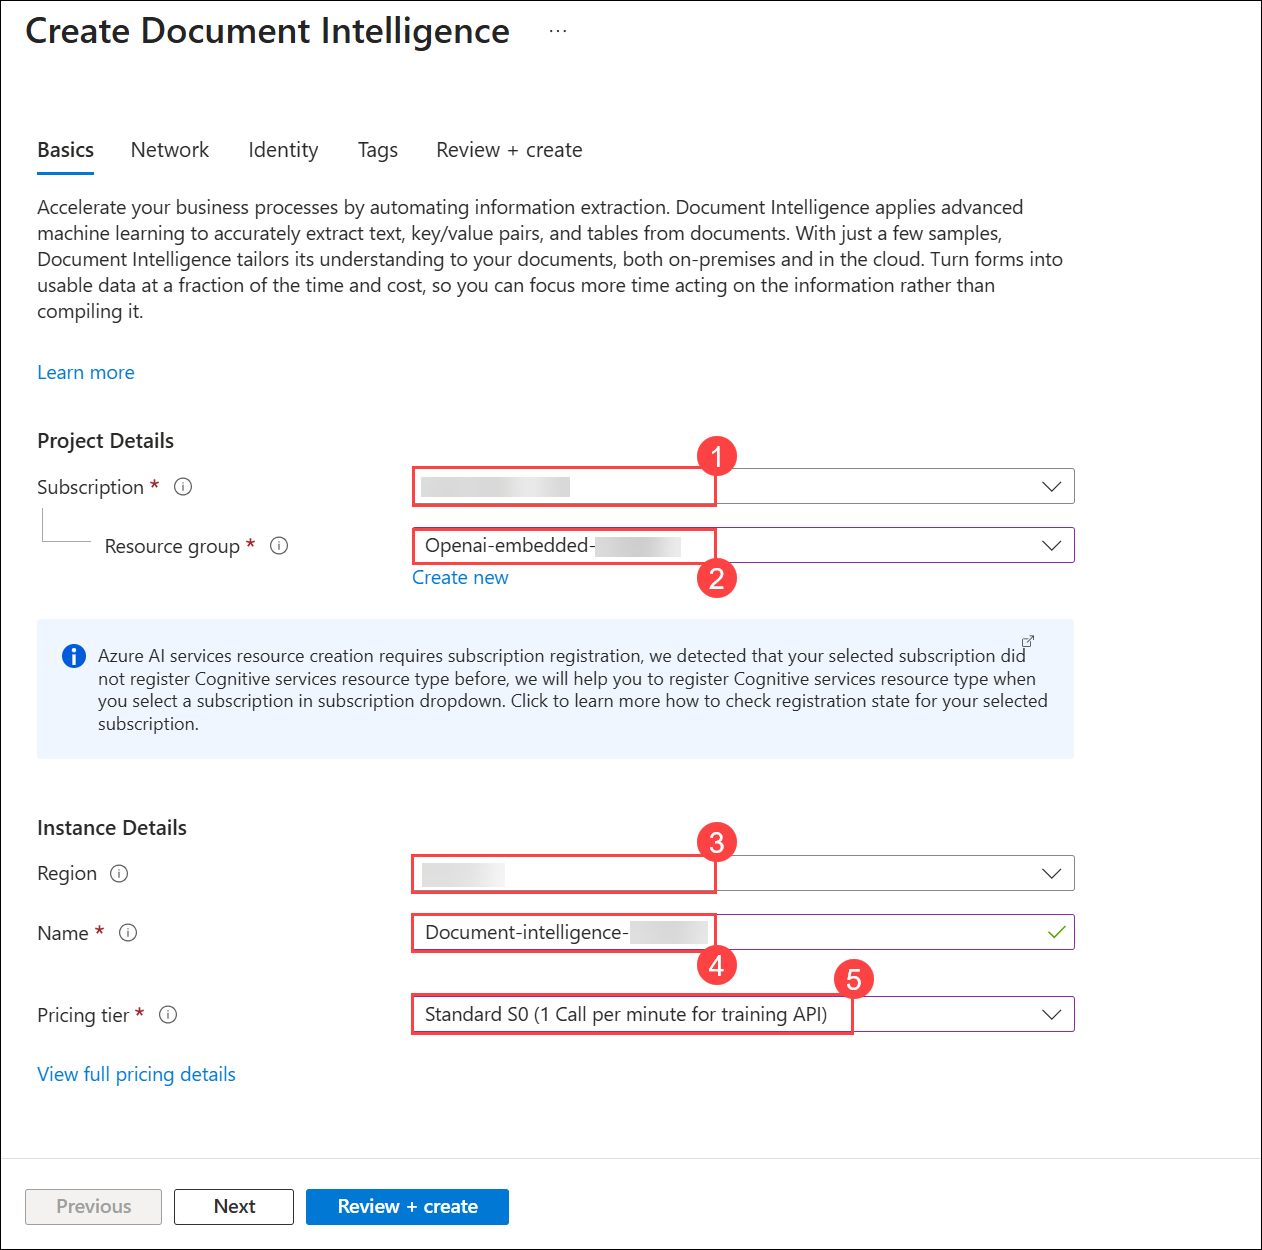 Create Document Intelligence ...
Basics Network Identity Tags Review + create
Accelerate your business processes by automating information extraction. Document Intelligence applies advanced
machine learning to accurately extract text, key/value pairs, and tables from documents. With just a few samples,
Document Intelligence tailors its understanding to your documents, both on-premises and in the cloud. Turn forms into
usable data at a fraction of the time and cost, so you can focus more time acting on the information rather than
compiling it.
Learn more
Project Details
1
Subscription *
Resource group * Openai-embedded-
Create new
2
Azure AI services resource creation requires subscription registration, we detected that your selected subscription did
not register Cognitive services resource type before, we will help you to register Cognitive services resource type when
you select a subscription in subscription dropdown. Click to learn more how to check registration state for your selected
subscription.
Instance Details
3
Region
Name * Document-intelligence-
4
5
Pricing tier * Standard S0 (1 Call per minute for training API)
View full pricing details
Previous Next Review + create